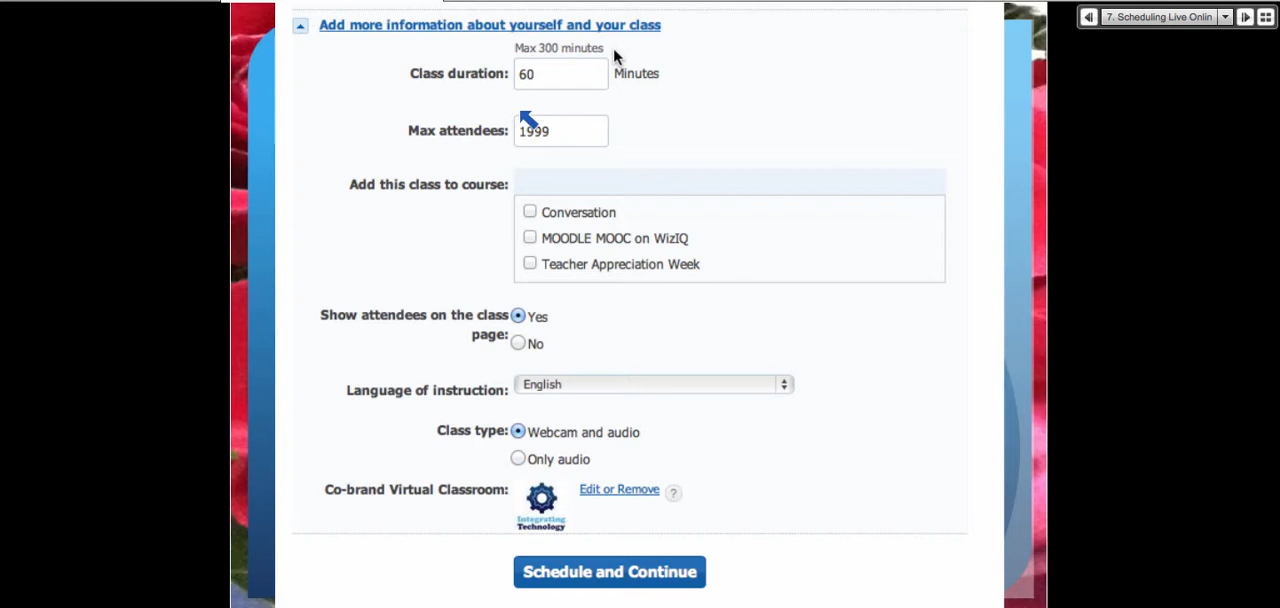 7. Scheduling Live Onlin
Add more information about yourself and your class
Max 300 minutes
Class duration: 60 Minutes
Max attendees: 1999
Add this class to course:
Conversation
MOODLE MOOC on WizIQ
Teacher Appreciation Week
Show attendees on the class page: Yes
No
Language of instruction: English
Class type: Webcam and audio
Only audio
Co-brand Virtual Classroom: Edit or Remove ?
Integrating
Technology
Schedule and Continue